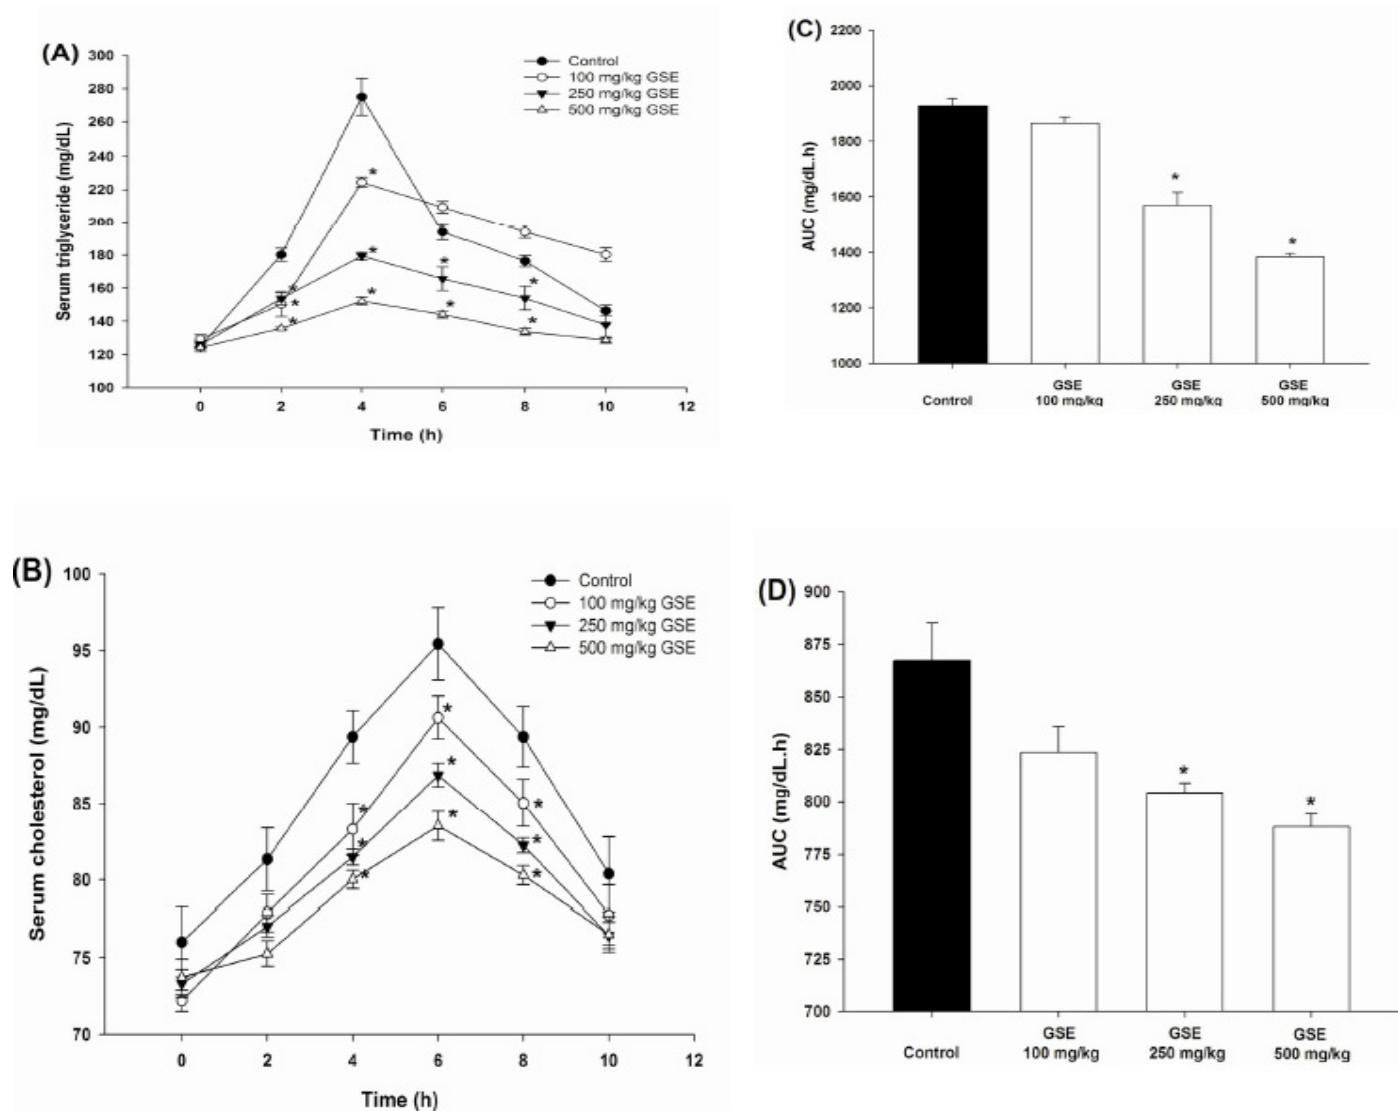 (A)
300
280
260
240
220
200
180
160
140
120
100
Serum triglyceride (mg/dL)
Control
100 mg/kg GSE
250 mg/kg GSE
500 mg/kg GSE
*
*
*
*
*
*
*
*
*
*
0 2 4 6 8 10 12
Time (h)
(C)
2200
2000
1800
1600
1400
1200
1000
AUC (mg/dL.h)
*
*
Control
GSE
100 mg/kg
GSE
250 mg/kg
GSE
500 mg/kg
(B)
100
95
90
85
80
75
70
Serum cholesterol (mg/dL)
Control
100 mg/kg GSE
250 mg/kg GSE
500 mg/kg GSE
*
*
*
*
*
*
*
*
*
0 2 4 6 8 10 12
Time (h)
(D)
900
875
850
825
800
775
750
725
700
AUC (mg/dL.h)
*
*
Control
GSE
100 mg/kg
GSE
250 mg/kg
GSE
500 mg/kg